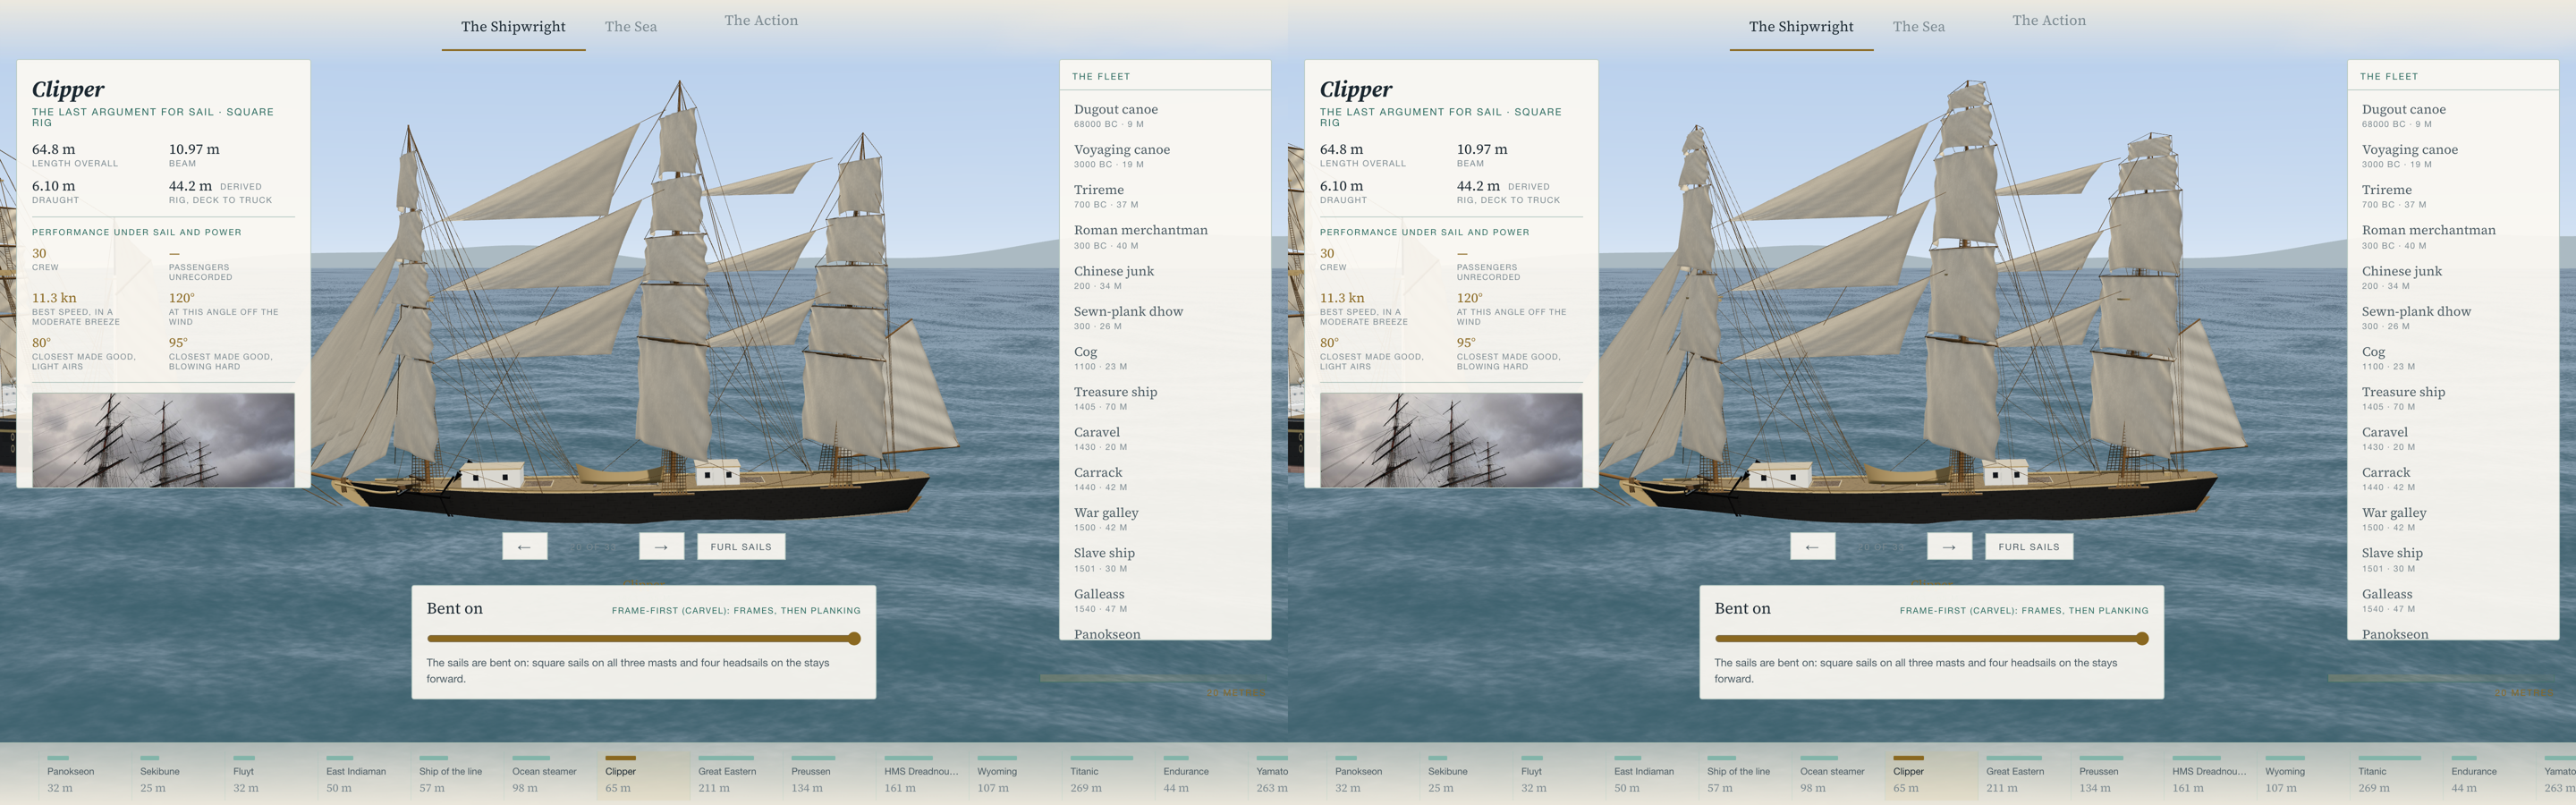 The Shipwright
The Sea
The Action
Clipper
THE LAST ARGUMENT FOR SAIL · SQUARE
RIG
64.8 m
10.97 m
LENGTH OVERALL
BEAM
6.10 m
44.2 m DERIVED
DRAUGHT
RIG, DECK TO TRUCK
PERFORMANCE UNDER SAIL AND POWER
30
—
CREW
PASSENGERS
UNRECORDED
11.3 kn
120°
BEST SPEED, IN A
MODERATE BREEZE
AT THIS ANGLE OFF THE
WIND
80°
95°
CLOSEST MADE GOOD,
LIGHT AIRS
CLOSEST MADE GOOD,
BLOWING HARD
THE FLEET
Dugout canoe
68000 BC · 9 M
Voyaging canoe
3000 BC · 19 M
Trireme
700 BC · 37 M
Roman merchantman
300 BC · 40 M
Chinese junk
200 · 34 M
Sewn-plank dhow
300 · 26 M
Cog
1100 · 23 M
Treasure ship
1405 · 70 M
Caravel
1430 · 20 M
Carrack
1440 · 42 M
War galley
1500 · 42 M
Slave ship
1501 · 30 M
Galleass
1540 · 47 M
Panokseon
← → FURL SAILS
Bent on
FRAME-FIRST (CARVEL): FRAMES, THEN PLANKING
The sails are bent on: square sails on all three masts and four headsails on the stays
forward.
Panokseon
32 m
Sekibune
25 m
Fluyt
32 m
East Indiaman
50 m
Ship of the line
57 m
Ocean steamer
98 m
Clipper
65 m
Great Eastern
211 m
Preussen
134 m
HMS Dreadnou...
161 m
Wyoming
107 m
Titanic
269 m
Endurance
44 m
Yamato
263 m
The Shipwright
The Sea
The Action
Clipper
THE LAST ARGUMENT FOR SAIL · SQUARE
RIG
64.8 m
10.97 m
LENGTH OVERALL
BEAM
6.10 m
44.2 m DERIVED
DRAUGHT
RIG, DECK TO TRUCK
PERFORMANCE UNDER SAIL AND POWER
30
—
CREW
PASSENGERS
UNRECORDED
11.3 kn
120°
BEST SPEED, IN A
MODERATE BREEZE
AT THIS ANGLE OFF THE
WIND
80°
95°
CLOSEST MADE GOOD,
LIGHT AIRS
CLOSEST MADE GOOD,
BLOWING HARD
THE FLEET
Dugout canoe
68000 BC · 9 M
Voyaging canoe
3000 BC · 19 M
Trireme
700 BC · 37 M
Roman merchantman
300 BC · 40 M
Chinese junk
200 · 34 M
Sewn-plank dhow
300 · 26 M
Cog
1100 · 23 M
Treasure ship
1405 · 70 M
Caravel
1430 · 20 M
Carrack
1440 · 42 M
War galley
1500 · 42 M
Slave ship
1501 · 30 M
Galleass
1540 · 47 M
Panokseon
← → FURL SAILS
Bent on
FRAME-FIRST (CARVEL): FRAMES, THEN PLANKING
The sails are bent on: square sails on all three masts and four headsails on the stays
forward.
Panokseon
32 m
Sekibune
25 m
Fluyt
32 m
East Indiaman
50 m
Ship of the line
57 m
Ocean steamer
98 m
Clipper
65 m
Great Eastern
211 m
Preussen
134 m
HMS Dreadnou...
161 m
Wyoming
107 m
Titanic
269 m
Endurance
44 m
Yamato
263 m